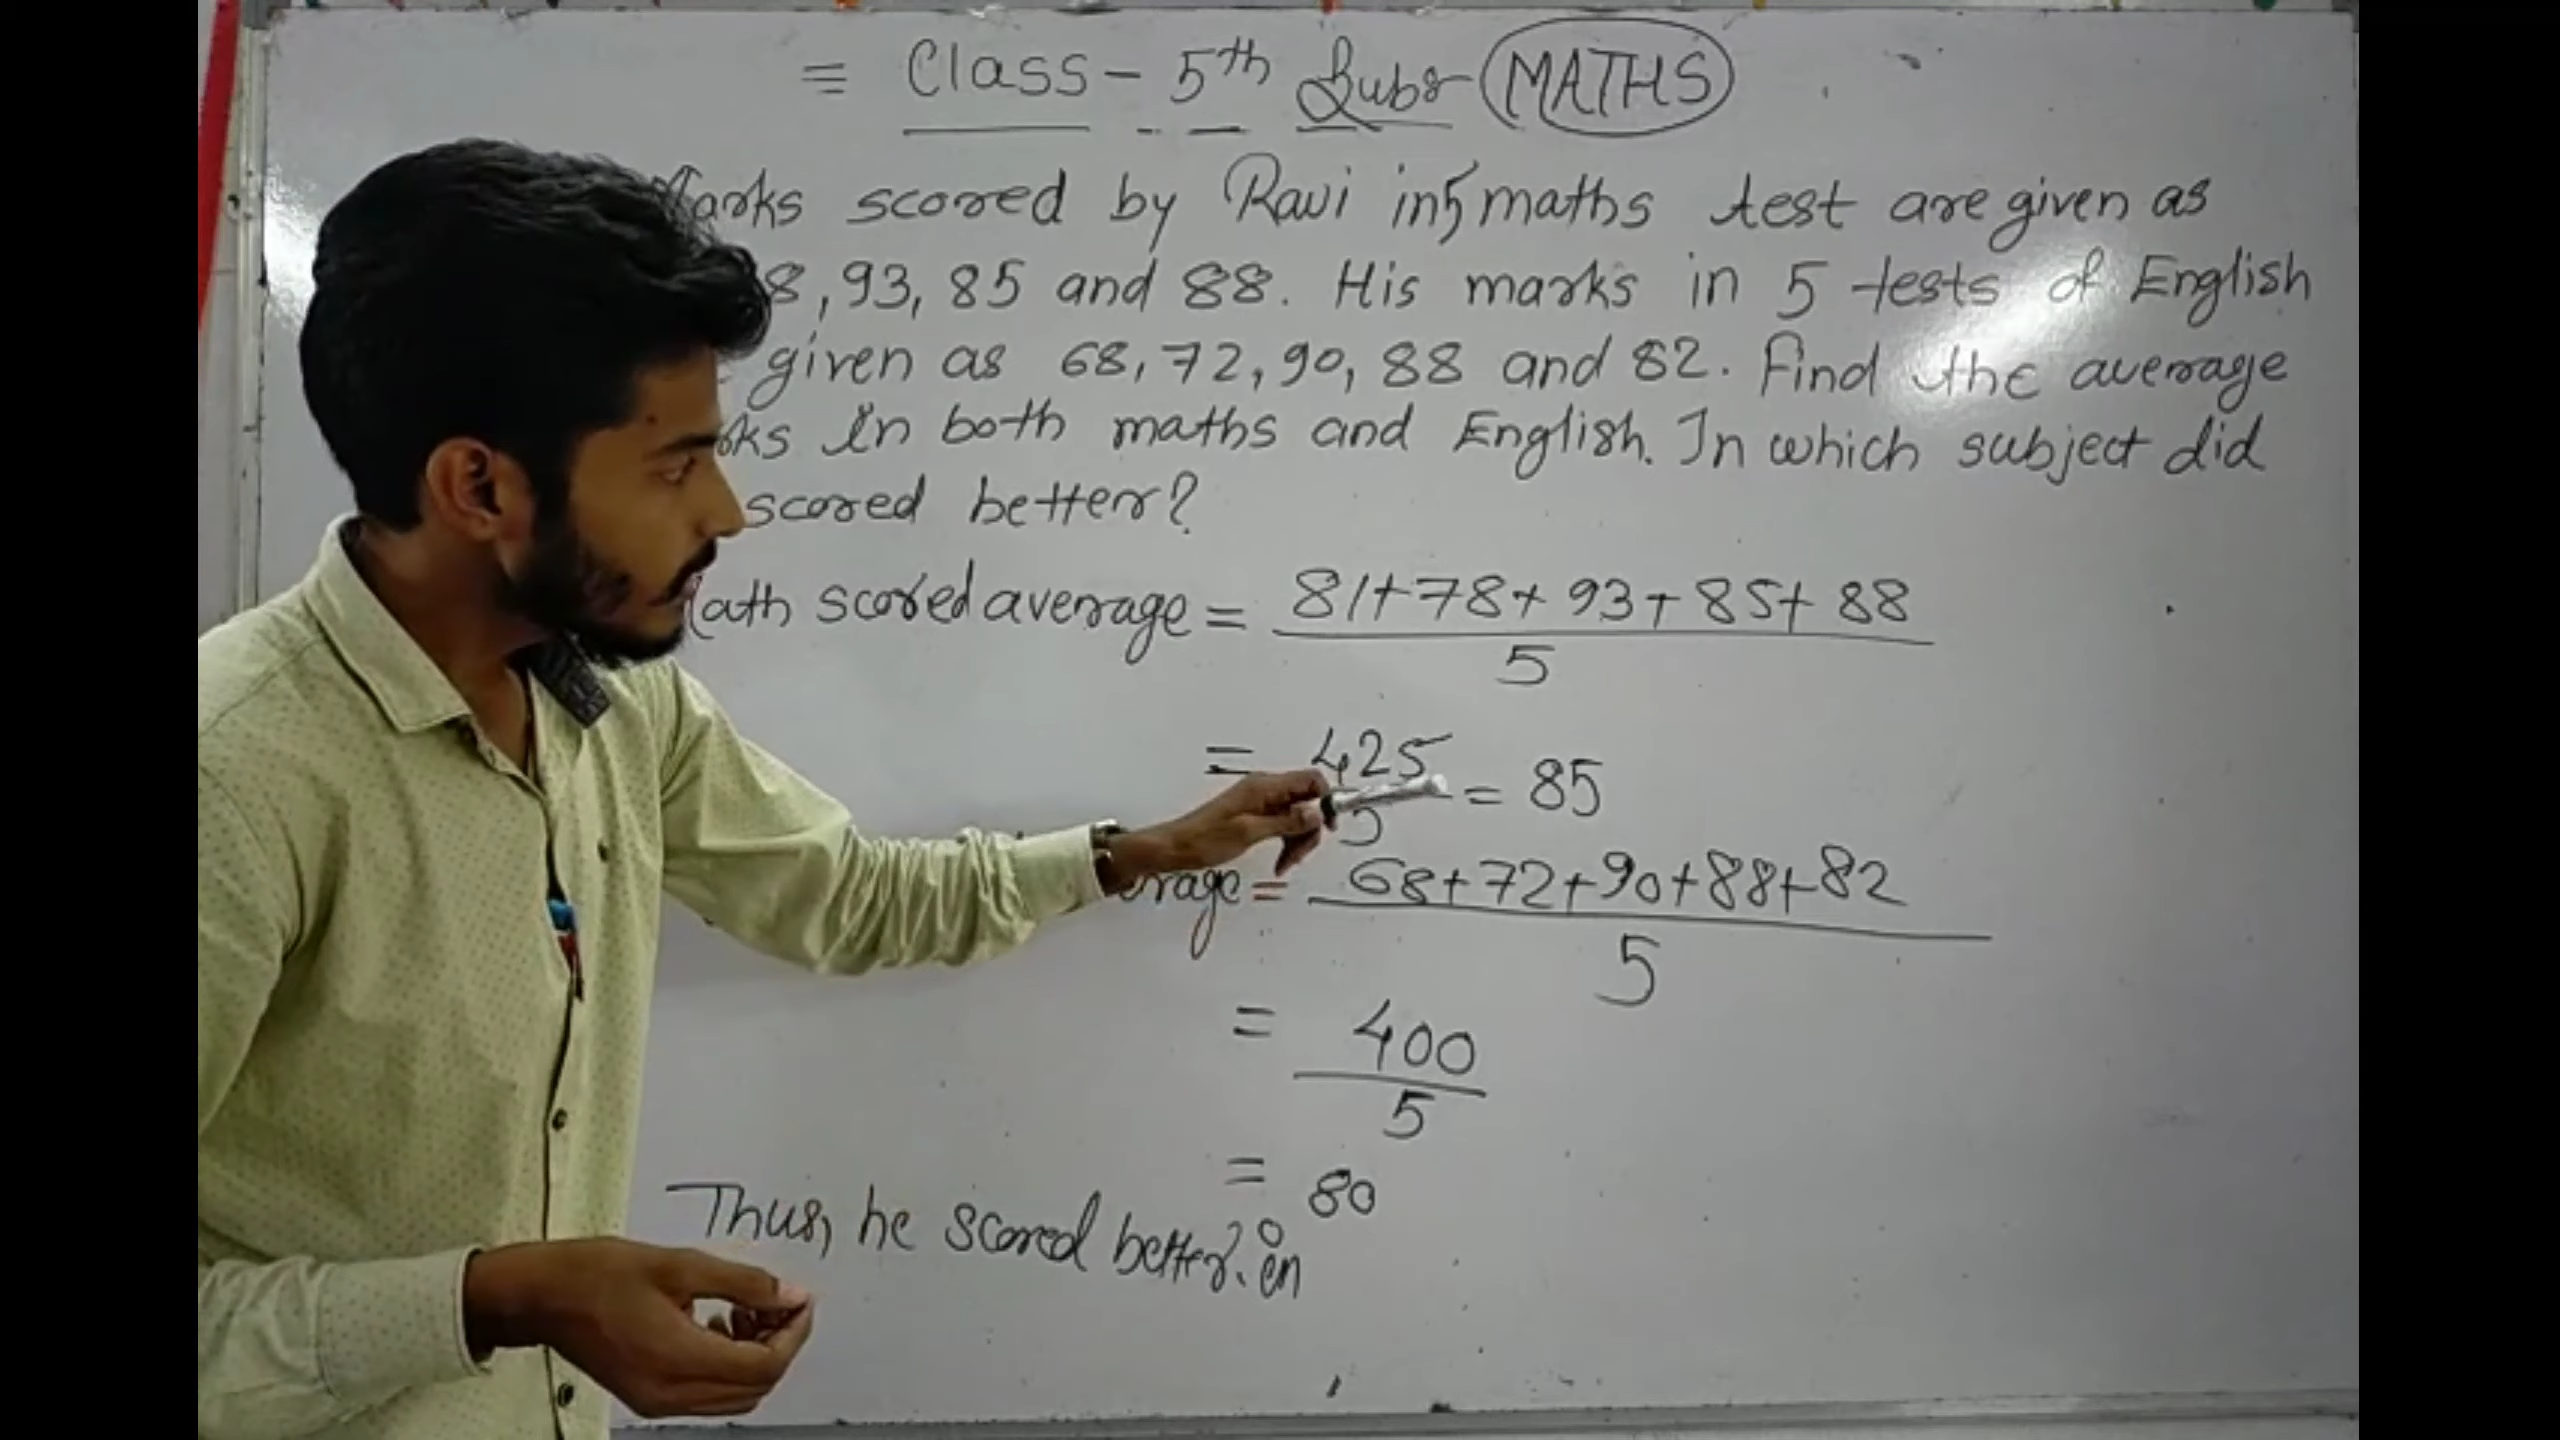 = Class - 5th Subs MATHS
Marks scored by Ravi in 5 maths test are given as
8, 93, 85 and 88. His marks in 5 tests of English
given as 68, 72, 90, 88 and 82. Find the average
in both maths and English. In which subject did
scored better?
Math scored average = 81+78+93+85+88
5
= 425 = 85
5
= 68+72+90+88+82
5
= 400
5
= 80
Thus, he scored better in